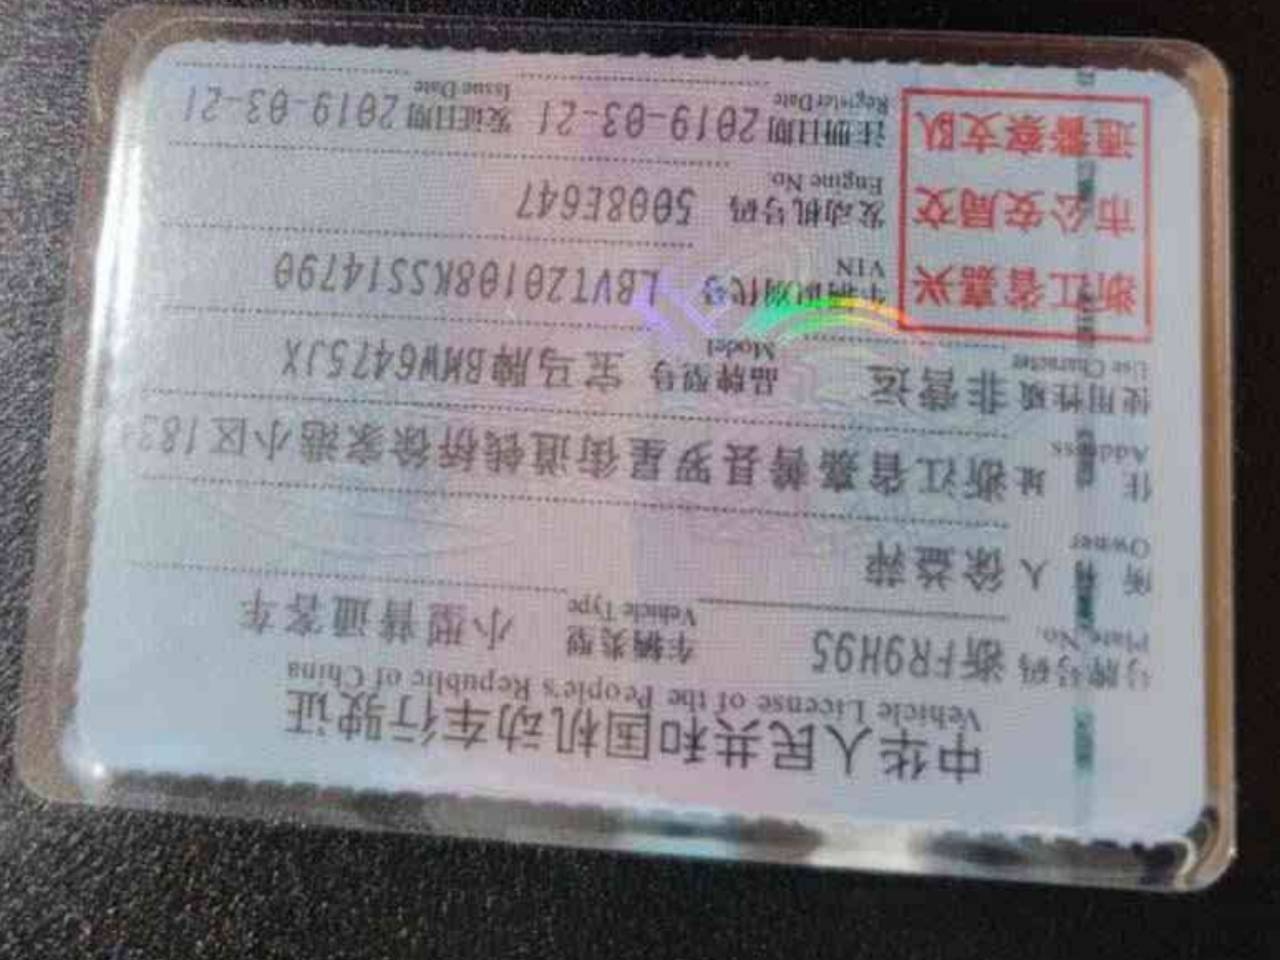 中华人民共和国机动车行驶证
Vehicle License of the People's Republic of China
号牌号码 浙FR9H95 车辆类型 小型普通客车
Plate No. Vehicle Type
所有人 徐益萍
Owner
住址 浙江省嘉善县罗星街道钱桥徐家港小区182
Address
使用性质 非营运 品牌型号 宝马牌BMW6475JX
Use Character Model
浙江省嘉兴
市公安局交
通警察支队
车辆识别代号 LBVTZ0108KSS14790
VIN
发动机号码 5008E647
Engine No.
注册日期 2019-03-21 发证日期 2019-03-21
Register Date Issue Date